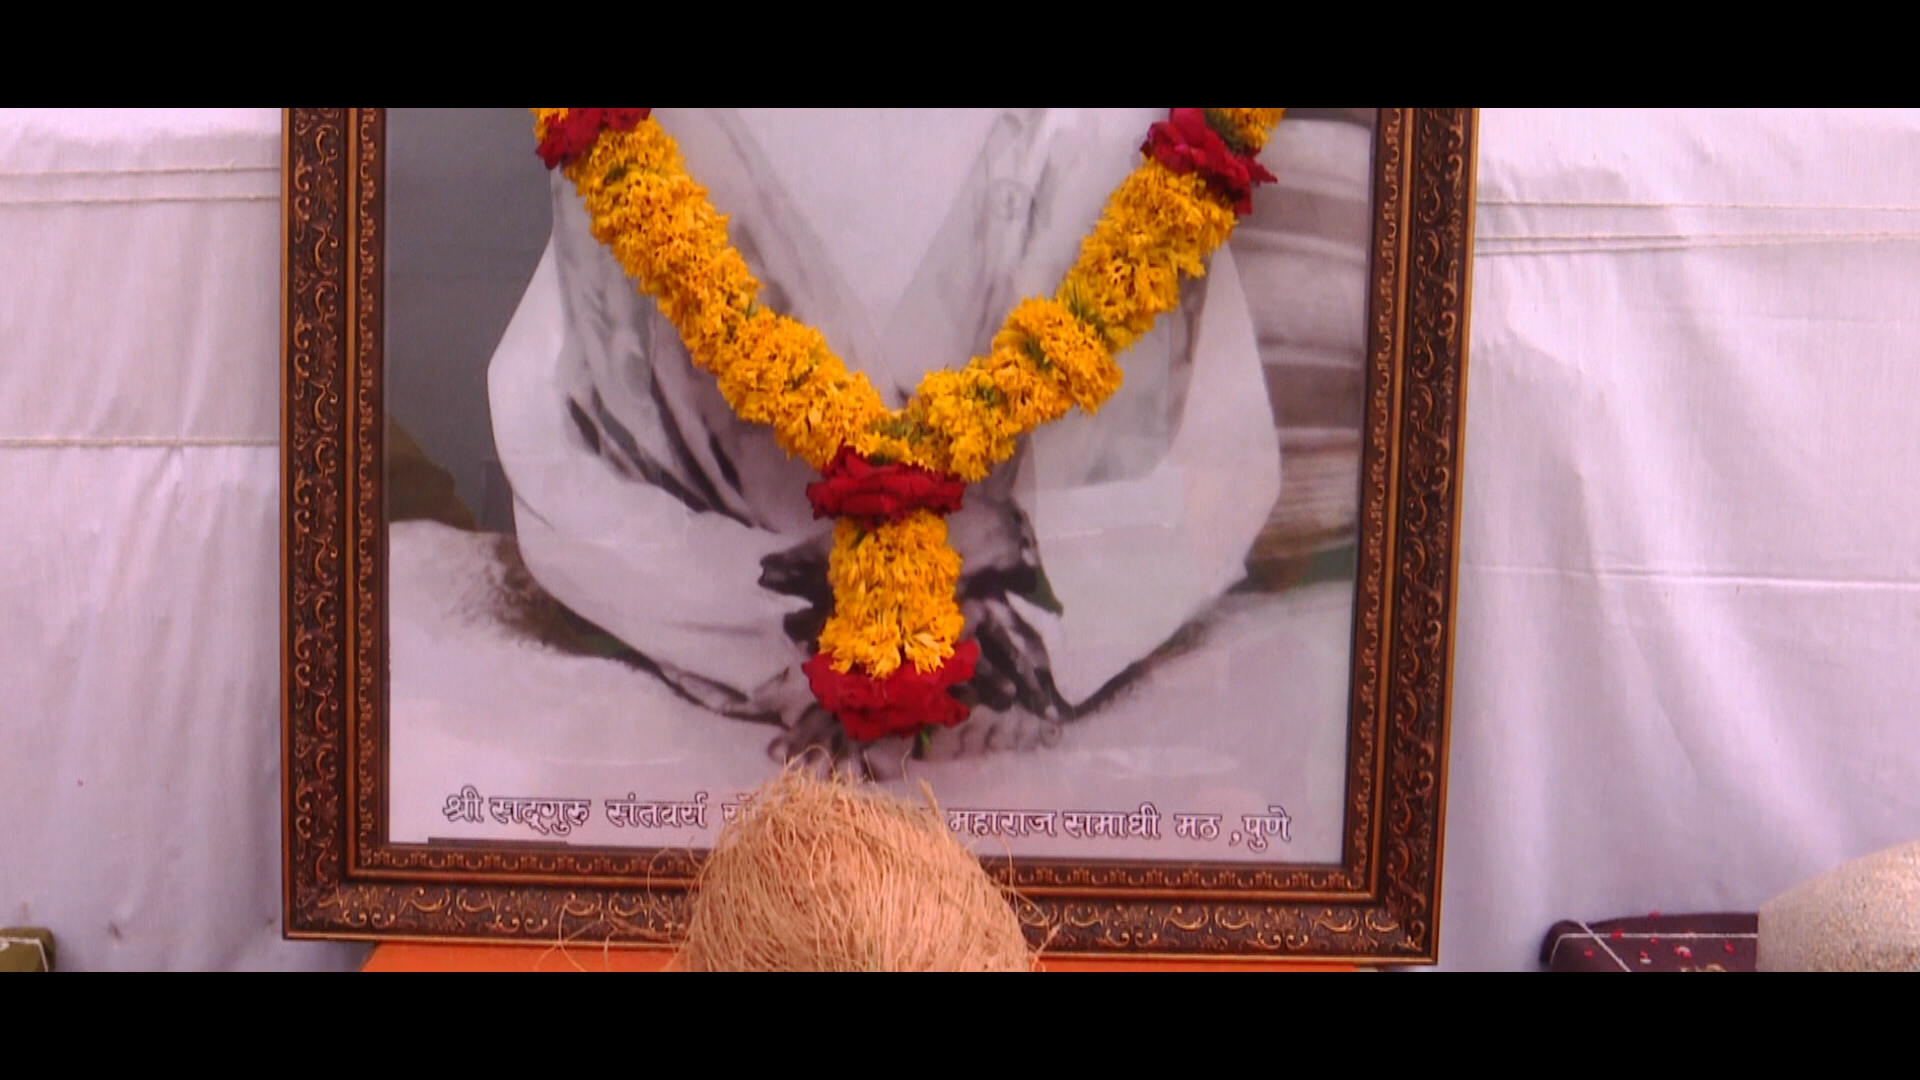 श्री सद्‌गुरु संतवर्य महाराज समाधी मठ ,पुणे